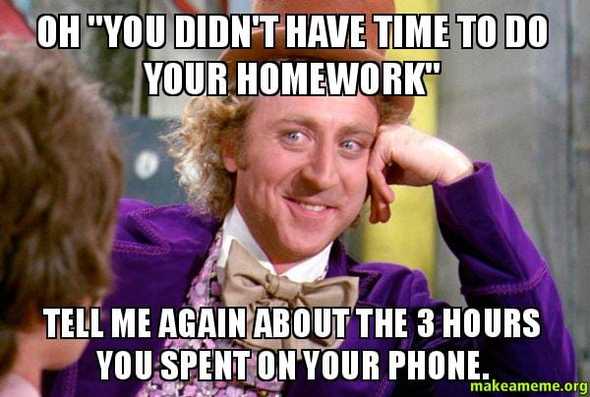 OH "YOU DIDN'T HAVE TIME TO DO
YOUR HOMEWORK"
TELL ME AGAIN ABOUT THE 3 HOURS
YOU SPENT ON YOUR PHONE.
makeameme.org